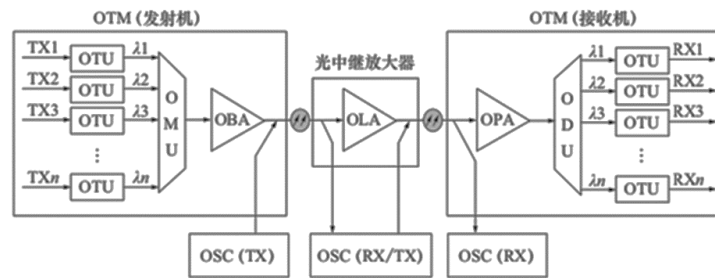 OTM (发射机)
OTM (接收机)
光中继放大器
TX1 OTU λ1
TX2 OTU λ2
TX3 OTU λ3
...
TXn OTU λn
OMU
OBA
OLA
OPA
ODU
λ1 OTU RX1
λ2 OTU RX2
λ3 OTU RX3
...
λn OTU RXn
OSC (TX)
OSC (RX/TX)
OSC (RX)